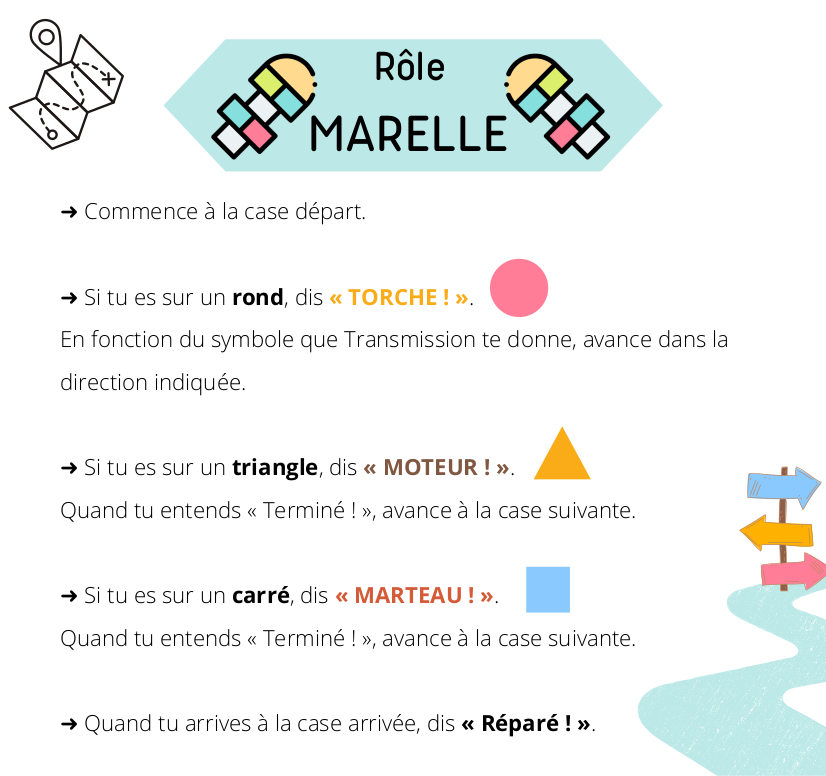 Rôle
MARELLE
➜ Commence à la case départ.
➜ Si tu es sur un rond, dis « TORCHE ! ».
En fonction du symbole que Transmission te donne, avance dans la
direction indiquée.
➜ Si tu es sur un triangle, dis « MOTEUR ! ».
Quand tu entends « Terminé ! », avance à la case suivante.
➜ Si tu es sur un carré, dis « MARTEAU ! ».
Quand tu entends « Terminé ! », avance à la case suivante.
➜ Quand tu arrives à la case arrivée, dis « Réparé ! ».